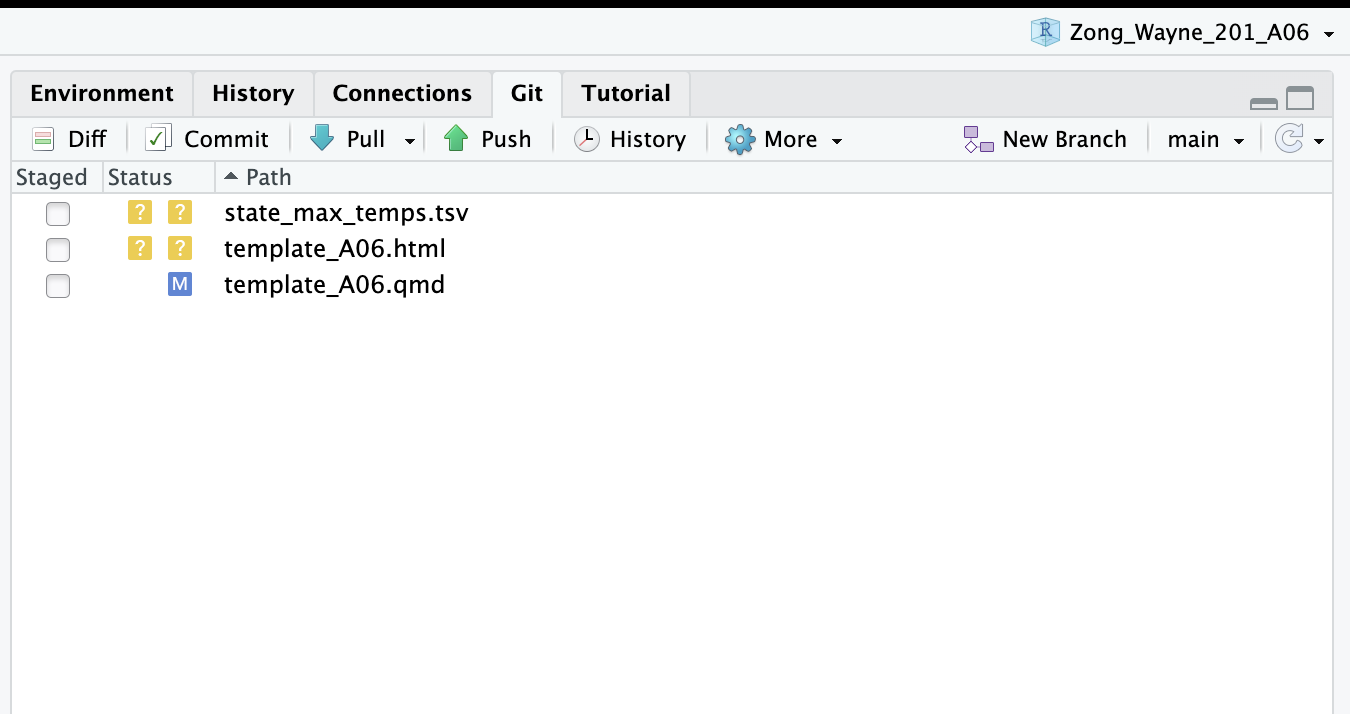 Zong_Wayne_201_A06
Environment History Connections Git Tutorial
Diff Commit Pull Push History More New Branch main
Staged Status Path
? ? state_max_temps.tsv
? ? template_A06.html
M template_A06.qmd